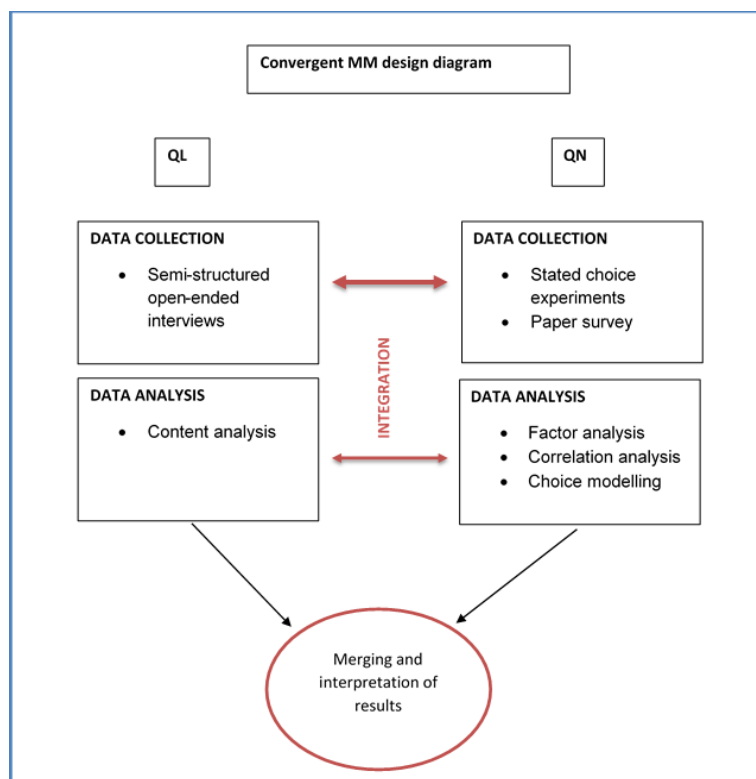 Convergent MM design diagram
QL
QN
DATA COLLECTION
• Semi-structured
open-ended
interviews
DATA COLLECTION
• Stated choice
experiments
• Paper survey
INTEGRATION
DATA ANALYSIS
• Content analysis
DATA ANALYSIS
• Factor analysis
• Correlation analysis
• Choice modelling
Merging and
interpretation of
results